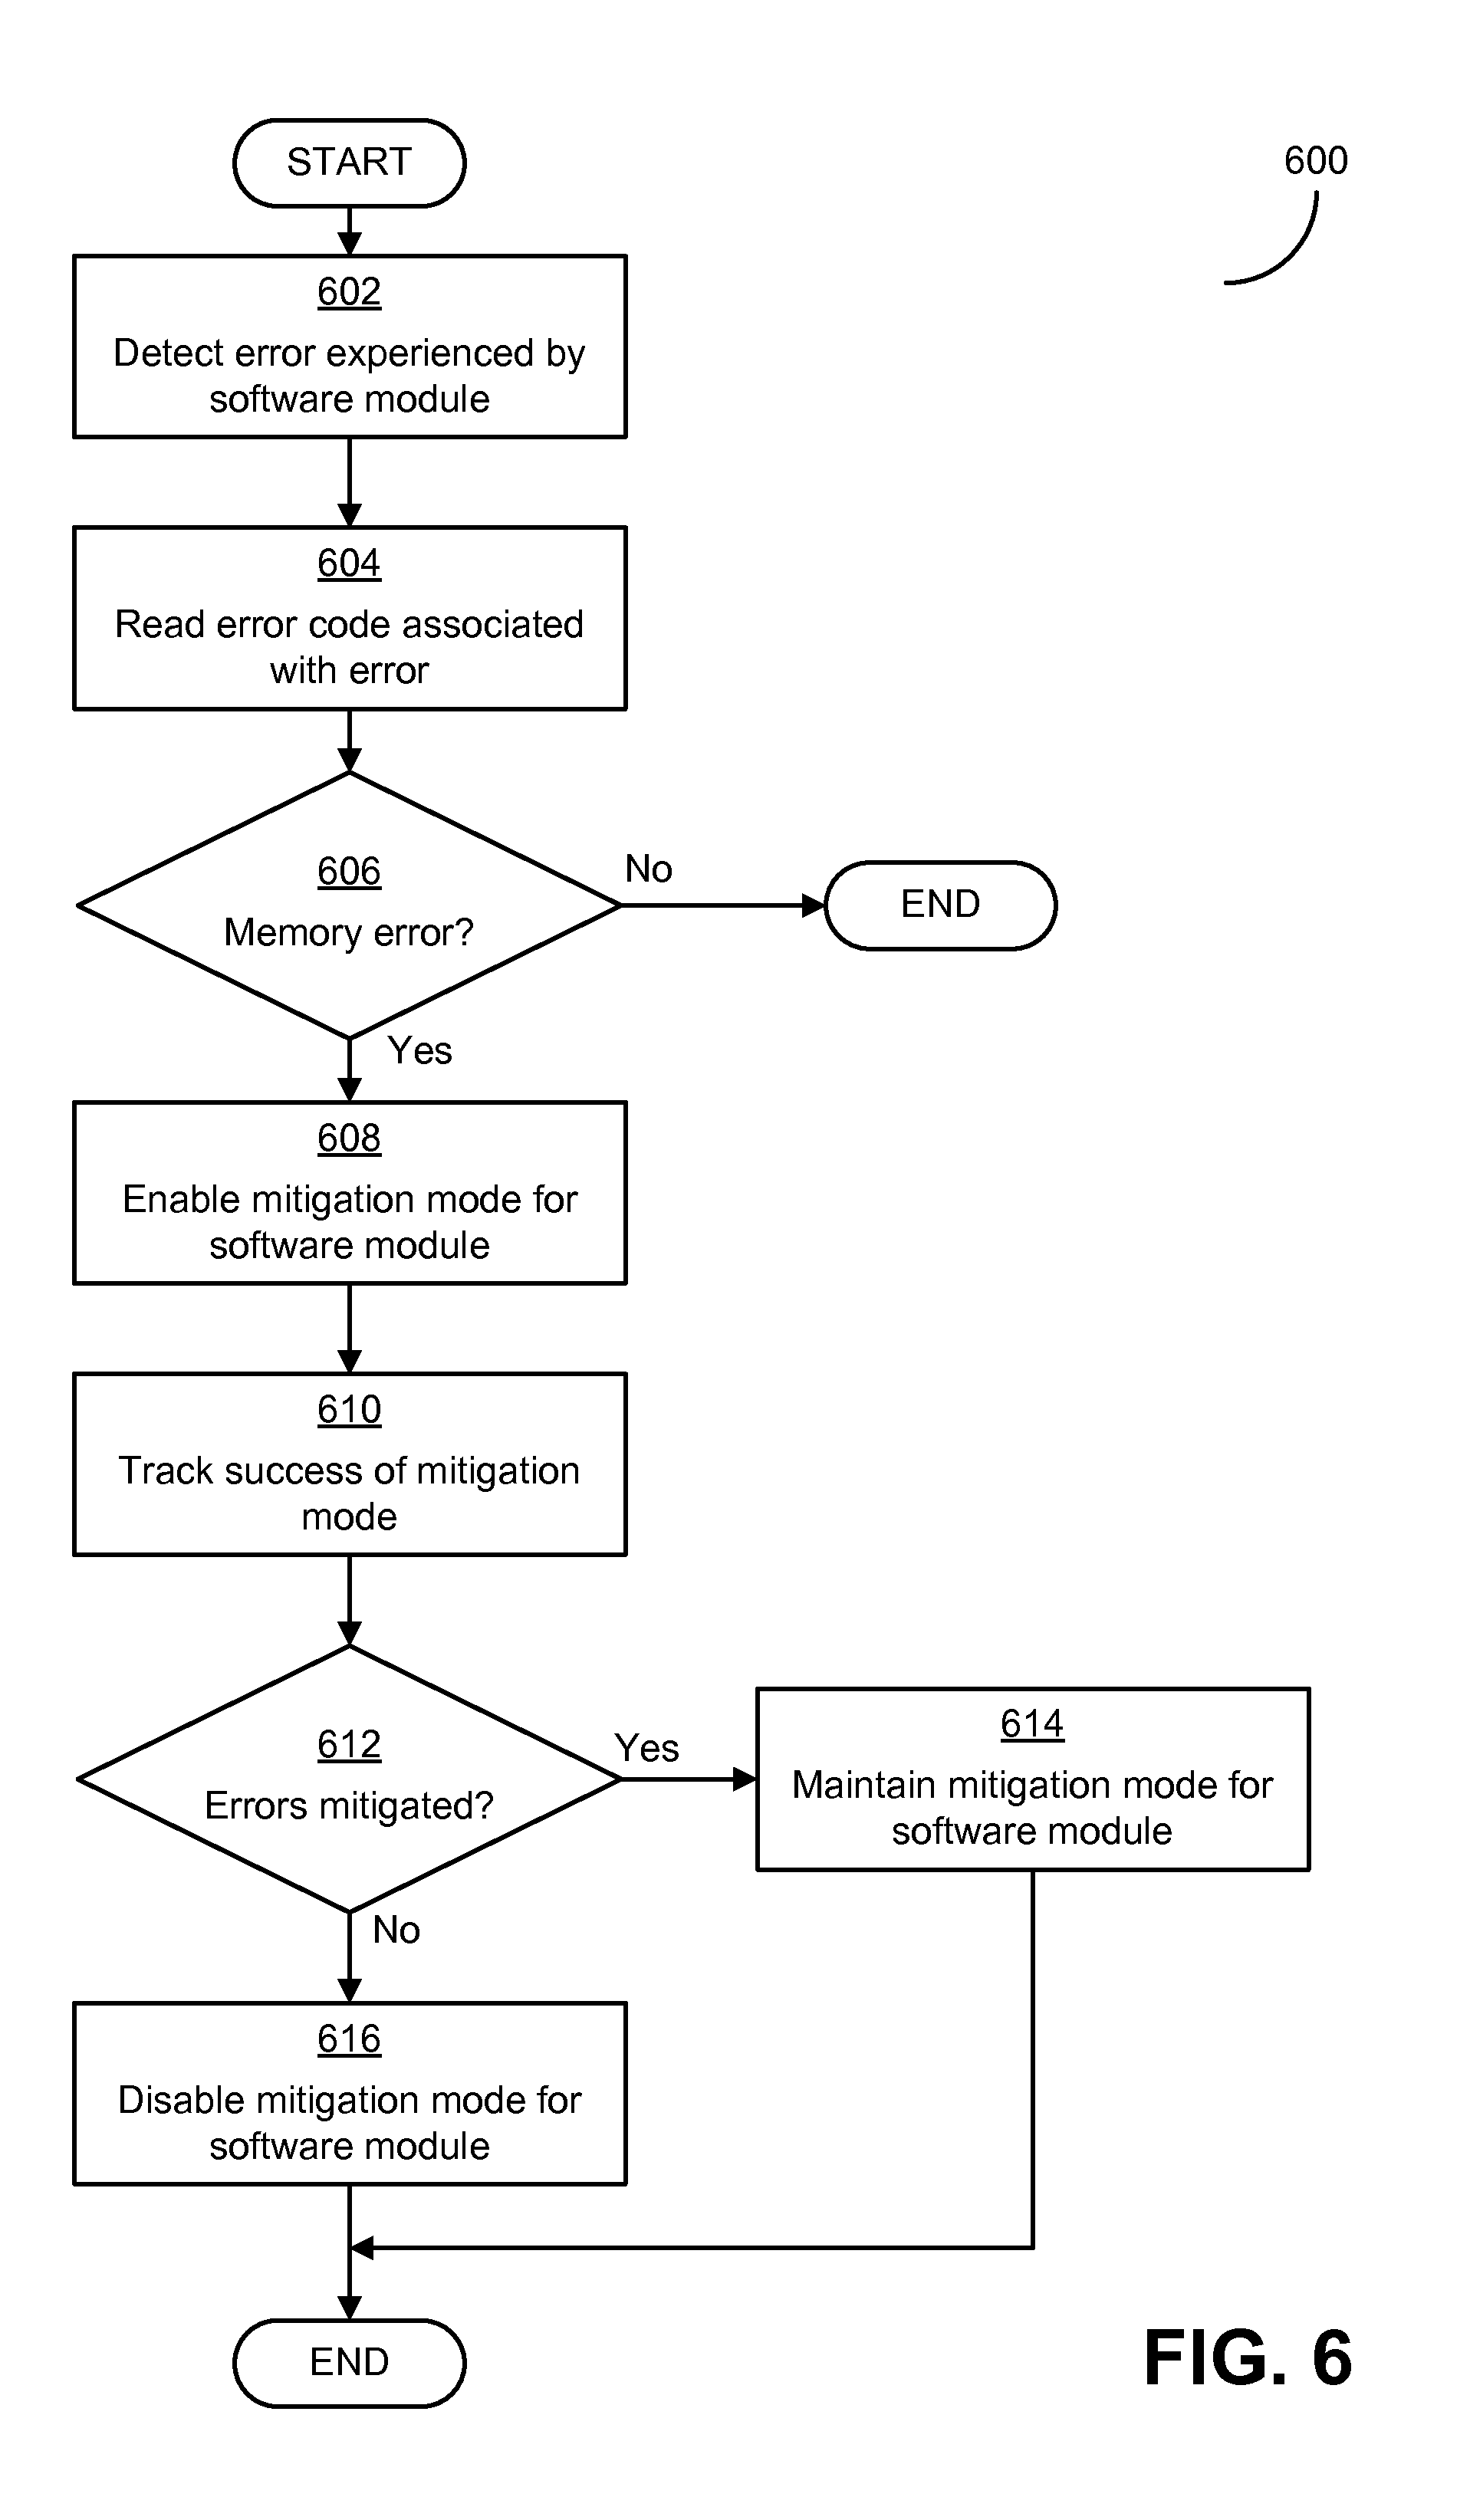 START
600
602
Detect error experienced by
software module
604
Read error code associated
with error
606
Memory error?
No
END
Yes
608
Enable mitigation mode for
software module
610
Track success of mitigation
mode
612
Errors mitigated?
Yes
614
Maintain mitigation mode for
software module
No
616
Disable mitigation mode for
software module
END
FIG. 6